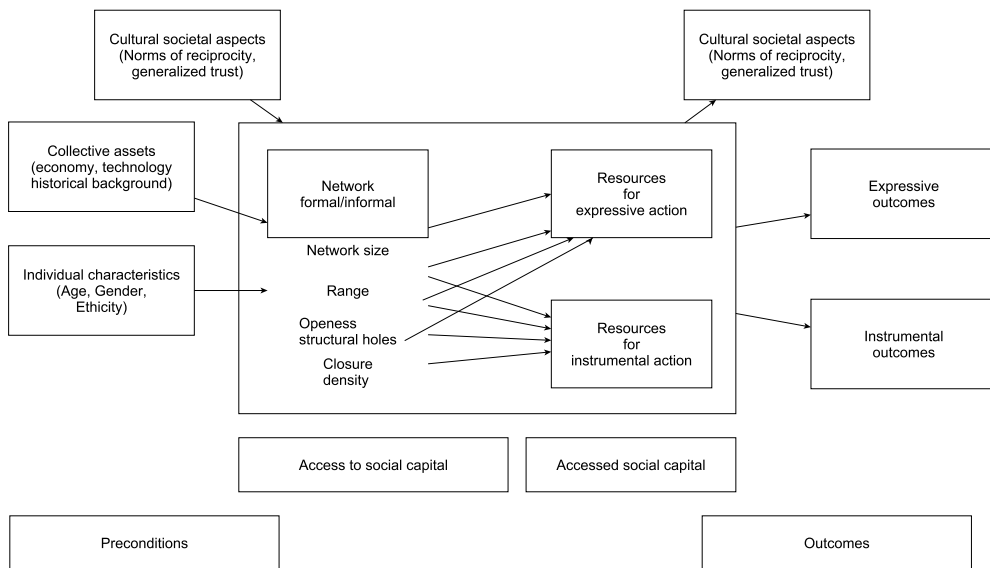 Cultural societal aspects
(Norms of reciprocity,
generalized trust)
Cultural societal aspects
(Norms of reciprocity,
generalized trust)
Collective assets
(economy, technology
historical background)
Network
formal/informal
Resources
for
expressive action
Expressive
outcomes
Individual characteristics
(Age, Gender,
Ethicity)
Network size
Range
Openess
structural holes
Closure
density
Resources
for
instrumental action
Instrumental
outcomes
Access to social capital
Accessed social capital
Preconditions
Outcomes